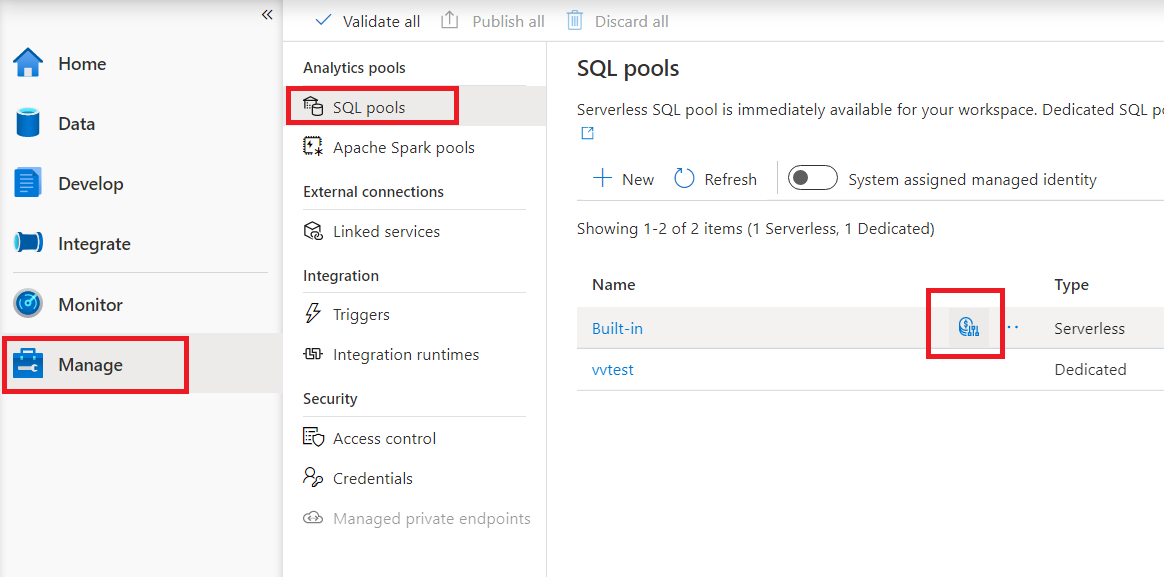 «
Home
Data
Develop
Integrate
Monitor
Manage
Validate all
Publish all
Discard all
Analytics pools
SQL pools
Apache Spark pools
External connections
Linked services
Integration
Triggers
Integration runtimes
Security
Access control
Credentials
Managed private endpoints
SQL pools
Serverless SQL pool is immediately available for your workspace. Dedicated SQL
New Refresh System assigned managed identity
Showing 1-2 of 2 items (1 Serverless, 1 Dedicated)
Name Type
Built-in Serverless
vvtest Dedicated